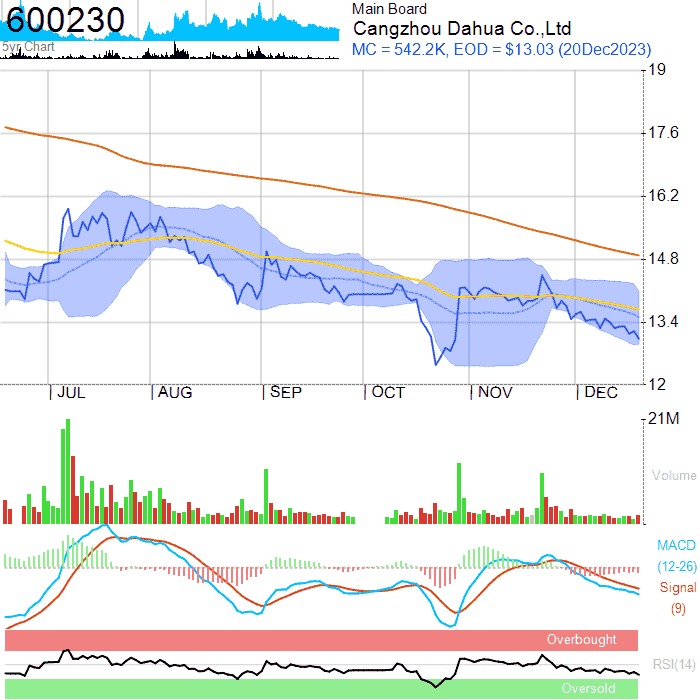 600230
5yr Chart
Main Board
Cangzhou Dahua Co.,Ltd
MC = 542.2K, EOD = $13.03 (20Dec2023)
19
17.6
16.2
14.8
13.4
12
JUL AUG SEP OCT NOV DEC
21M
Volume
MACD
(12-26)
Signal
(9)
Overbought
RSI(14)
Oversold